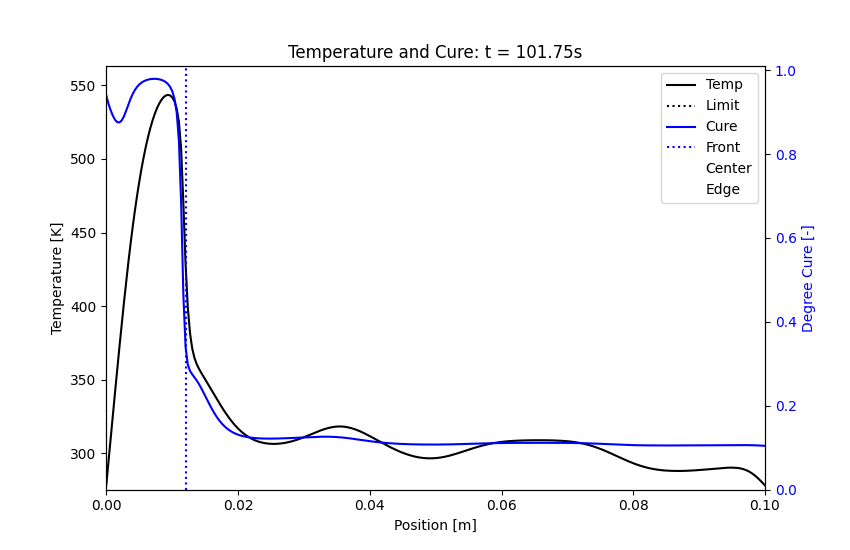 Temperature and Cure: t = 101.75s
Temperature [K]
550
500
450
400
350
300
Temp
Limit
Cure
Front
Center
Edge
1.0
0.8
0.6
0.4
0.2
0.0
Degree Cure [-]
0.00
0.02
0.04
0.06
0.08
0.10
Position [m]